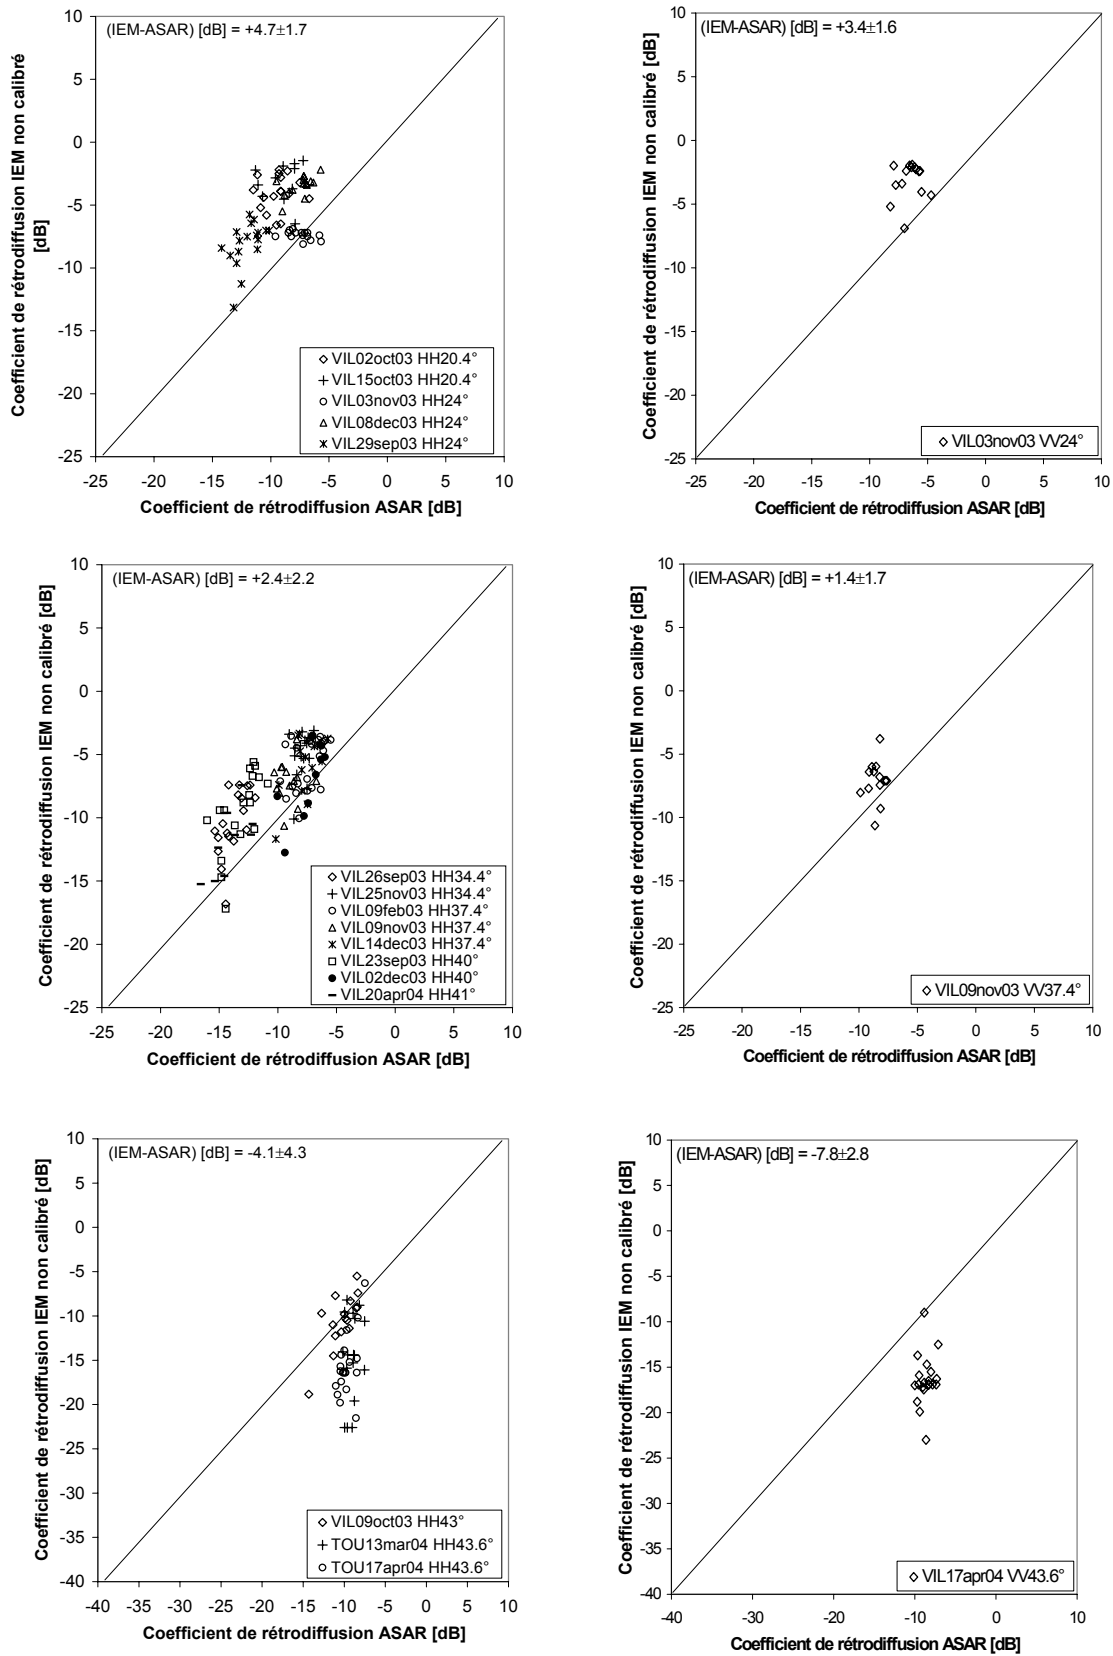 (IEM-ASAR) [dB] = +4.7±1.7
Coefficient de rétrodiffusion IEM non calibré
[dB]
10
5
0
-5
-10
-15
-20
-25
-25 -20 -15 -10 -5 0 5 10
Coefficient de rétrodiffusion ASAR [dB]
VIL02oct03 HH20.4°
VIL15oct03 HH20.4°
VIL03nov03 HH24°
VIL08dec03 HH24°
VIL29sep03 HH24°
(IEM-ASAR) [dB] = +3.4±1.6
Coefficient de rétrodiffusion IEM non calibré [dB]
10
5
0
-5
-10
-15
-20
-25
-25 -20 -15 -10 -5 0 5 10
Coefficient de rétrodiffusion ASAR [dB]
VIL03nov03 VV24°
(IEM-ASAR) [dB] = +2.4±2.2
Coefficient de rétrodiffusion IEM non calibré [dB]
10
5
0
-5
-10
-15
-20
-25
-25 -20 -15 -10 -5 0 5 10
Coefficient de rétrodiffusion ASAR [dB]
VIL26sep03 HH34.4°
VIL25nov03 HH34.4°
VIL09feb03 HH37.4°
VIL09nov03 HH37.4°
VIL14dec03 HH37.4°
VIL23sep03 HH40°
VIL02dec03 HH40°
VIL20apr04 HH41°
(IEM-ASAR) [dB] = +1.4±1.7
Coefficient de rétrodiffusion IEM non calibré [dB]
10
5
0
-5
-10
-15
-20
-25
-25 -20 -15 -10 -5 0 5 10
Coefficient de rétrodiffusion ASAR [dB]
VIL09nov03 VV37.4°
(IEM-ASAR) [dB] = -4.1±4.3
Coefficient de rétrodiffusion IEM non calibré [dB]
10
5
0
-5
-10
-15
-20
-25
-30
-35
-40
-40 -35 -30 -25 -20 -15 -10 -5 0 5 10
Coefficient de rétrodiffusion ASAR [dB]
VIL09oct03 HH43°
TOU13mar04 HH43.6°
TOU17apr04 HH43.6°
(IEM-ASAR) [dB] = -7.8±2.8
Coefficient de rétrodiffusion IEM non calibré [dB]
10
5
0
-5
-10
-15
-20
-25
-30
-35
-40
-40 -30 -20 -10 0 10
Coefficient de rétrodiffusion ASAR [dB]
VIL17apr04 VV43.6°